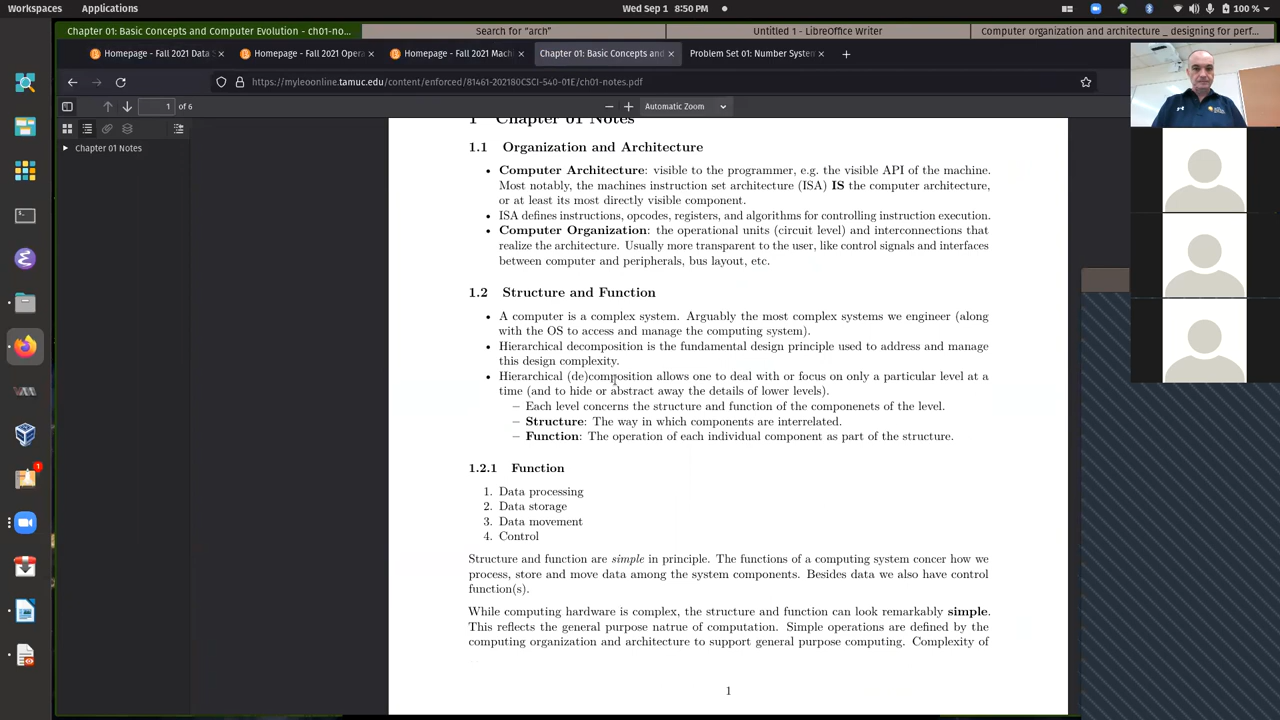 Workspaces Applications Wed Sep 1 8:50 PM 100 %
Chapter 01: Basic Concepts and Computer Evolution - ch01-no... Search for "arch" Untitled 1 - LibreOffice Writer Computer organization and architecture _ designing for perf...
Homepage - Fall 2021 Data S Homepage - Fall 2021 Opera Homepage - Fall 2021 Machi Chapter 01: Basic Concepts and Problem Set 01: Number System
https://myleoonline.tamuc.edu/content/enforced/81461-202180CSCI-540-01E/ch01-notes.pdf
1 of 6 Automatic Zoom
Chapter 01 Notes
1 Chapter 01 Notes
1.1 Organization and Architecture
• Computer Architecture: visible to the programmer, e.g. the visible API of the machine.
Most notably, the machines instruction set architecture (ISA) IS the computer architecture,
or at least its most directly visible component.
• ISA defines instructions, opcodes, registers, and algorithms for controlling instruction execution.
• Computer Organization: the operational units (circuit level) and interconnections that
realize the architecture. Usually more transparent to the user, like control signals and interfaces
between computer and peripherals, bus layout, etc.
1.2 Structure and Function
• A computer is a complex system. Arguably the most complex systems we engineer (along
with the OS to access and manage the computing system).
• Hierarchical decomposition is the fundamental design principle used to address and manage
this design complexity.
• Hierarchical (de)composition allows one to deal with or focus on only a particular level at a
time (and to hide or abstract away the details of lower levels).
– Each level concerns the structure and function of the componenets of the level.
– Structure: The way in which components are interrelated.
– Function: The operation of each individual component as part of the structure.
1.2.1 Function
1. Data processing
2. Data storage
3. Data movement
4. Control
Structure and function are simple in principle. The functions of a computing system concer how we
process, store and move data among the system components. Besides data we also have control
function(s).
While computing hardware is complex, the structure and function can look remarkably simple.
This reflects the general purpose natrue of computation. Simple operations are defined by the
computing organization and architecture to support general purpose computing. Complexity of
1
1